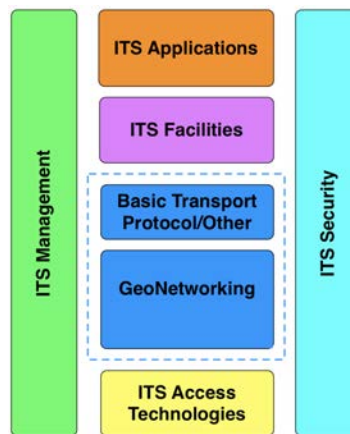 ITS Management
ITS Applications
ITS Facilities
Basic Transport
Protocol/Other
GeoNetworking
ITS Access
Technologies
ITS Security